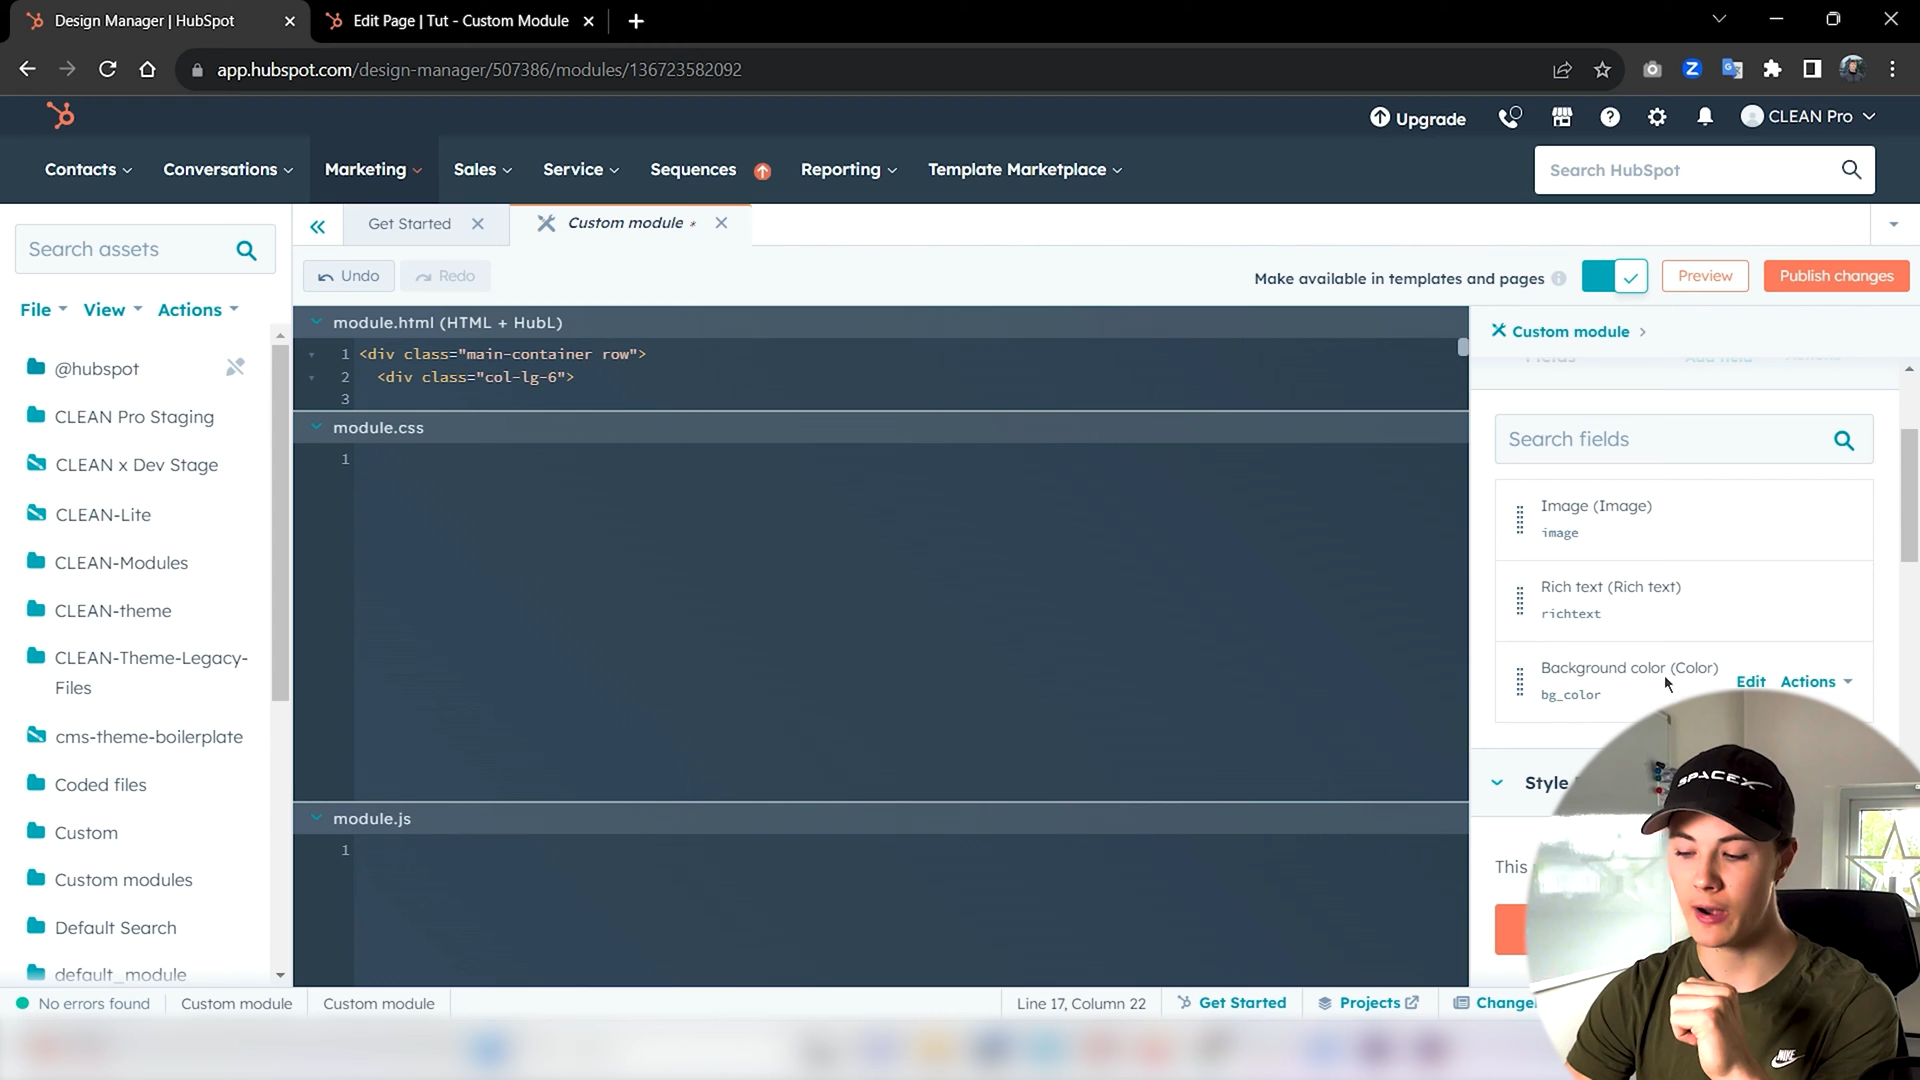 Design Manager | HubSpot
Edit Page | Tut - Custom Module
app.hubspot.com/design-manager/507386/modules/136723582092
Upgrade
CLEAN Pro
Contacts
Conversations
Marketing
Sales
Service
Sequences
Reporting
Template Marketplace
Search HubSpot
Search assets
Get Started
Custom module *
Undo
Redo
Make available in templates and pages
Preview
Publish changes
File
View
Actions
@hubspot
CLEAN Pro Staging
CLEAN x Dev Stage
CLEAN-Lite
CLEAN-Modules
CLEAN-theme
CLEAN-Theme-Legacy-
Files
cms-theme-boilerplate
Coded files
Custom
Custom modules
Default Search
default_module
module.html (HTML + HubL)
1 <div class="main-container row">
2 <div class="col-lg-6">
3
module.css
1
module.js
1
Custom module
Fields
Add field
Actions
Search fields
Image (Image)
image
Rich text (Rich text)
richtext
Background color (Color)
bg_color
Edit
Actions
Style
This
SPACEX
NIKE
No errors found
Custom module
Custom module
Line 17, Column 22
Get Started
Projects